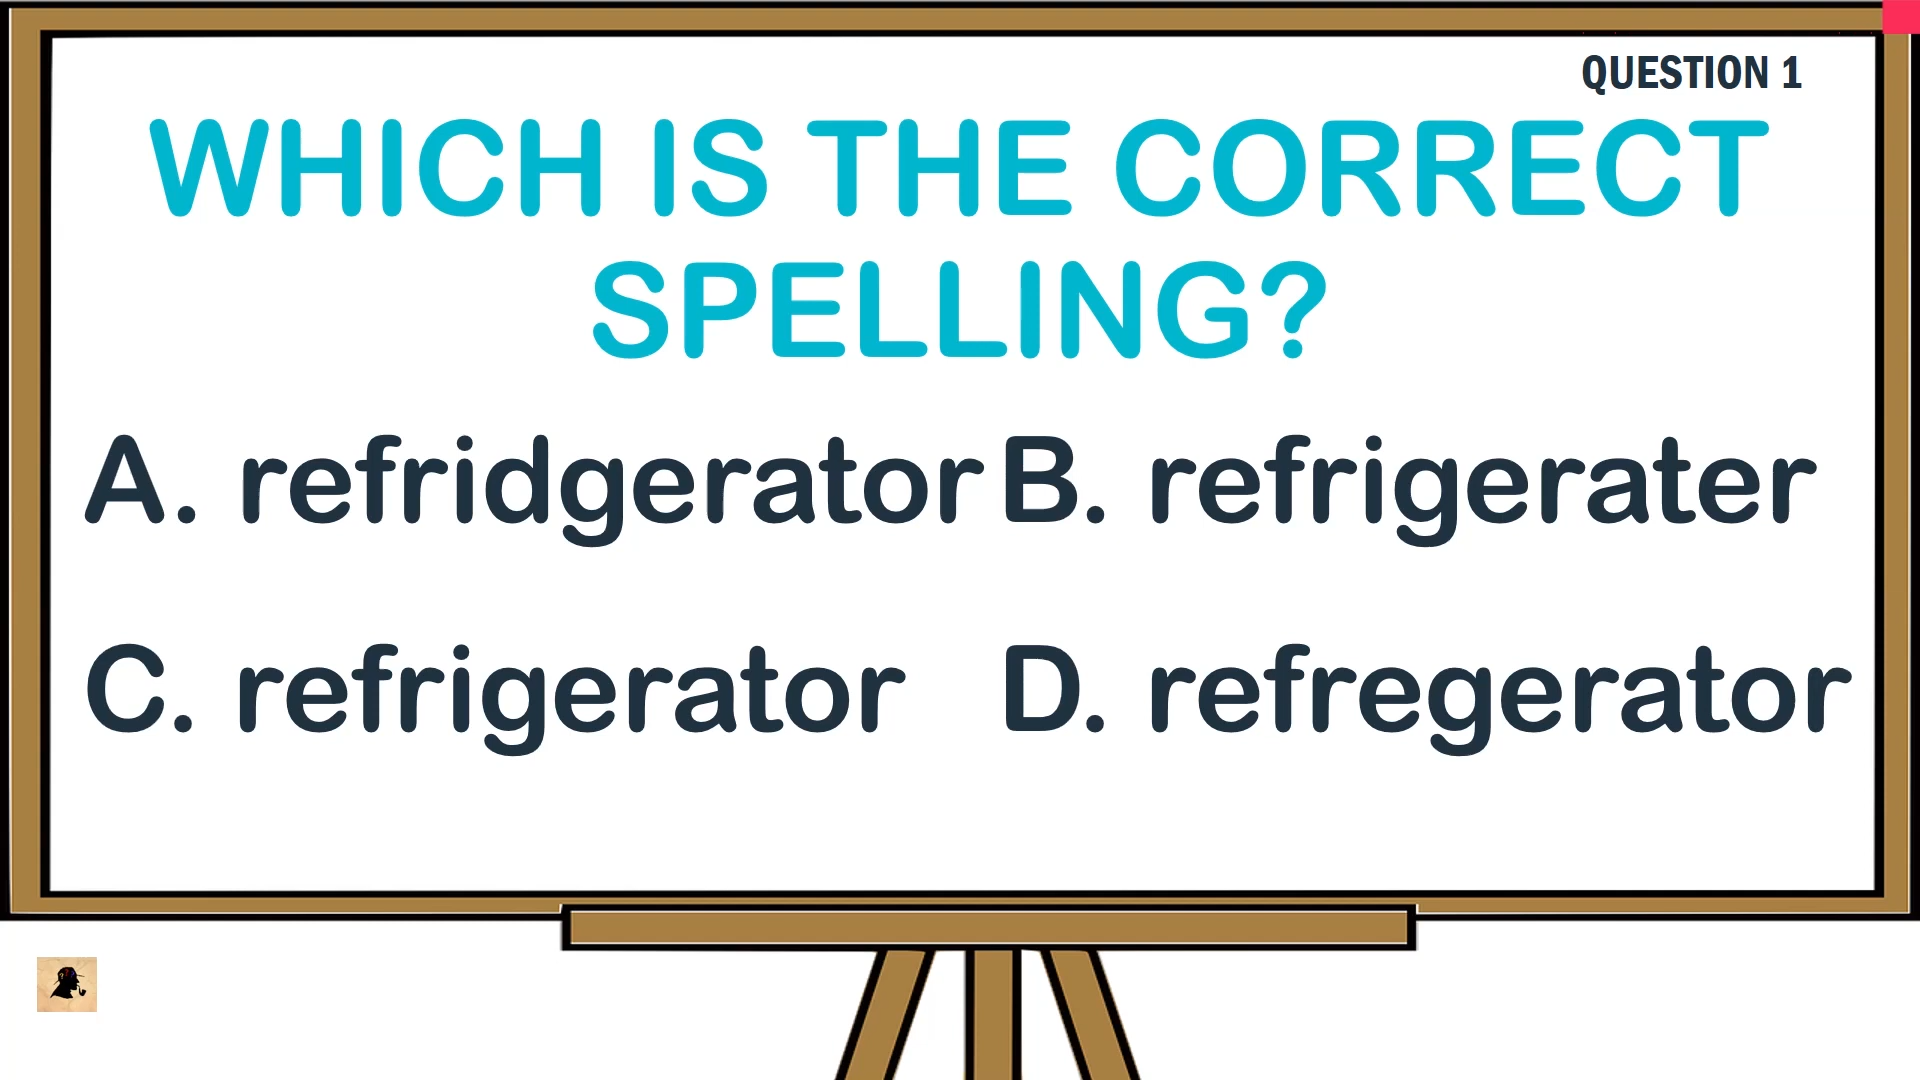 QUESTION 1
WHICH IS THE CORRECT
SPELLING?
A. refridgerator B. refrigerater
C. refrigerator D. refregerator